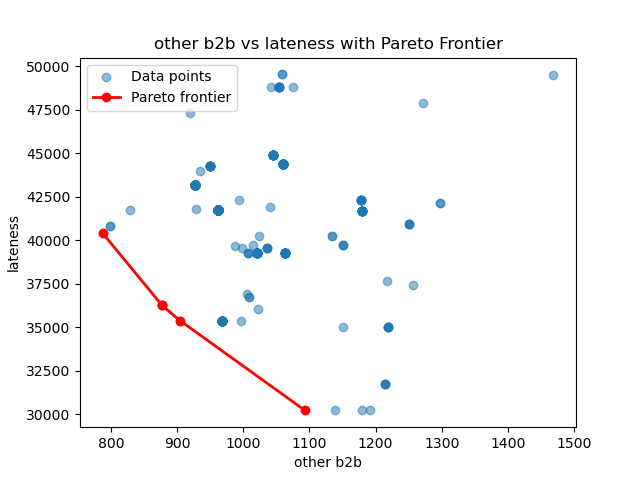 other b2b vs lateness with Pareto Frontier
Data points
Pareto frontier
lateness
50000
47500
45000
42500
40000
37500
35000
32500
30000
800 900 1000 1100 1200 1300 1400 1500
other b2b